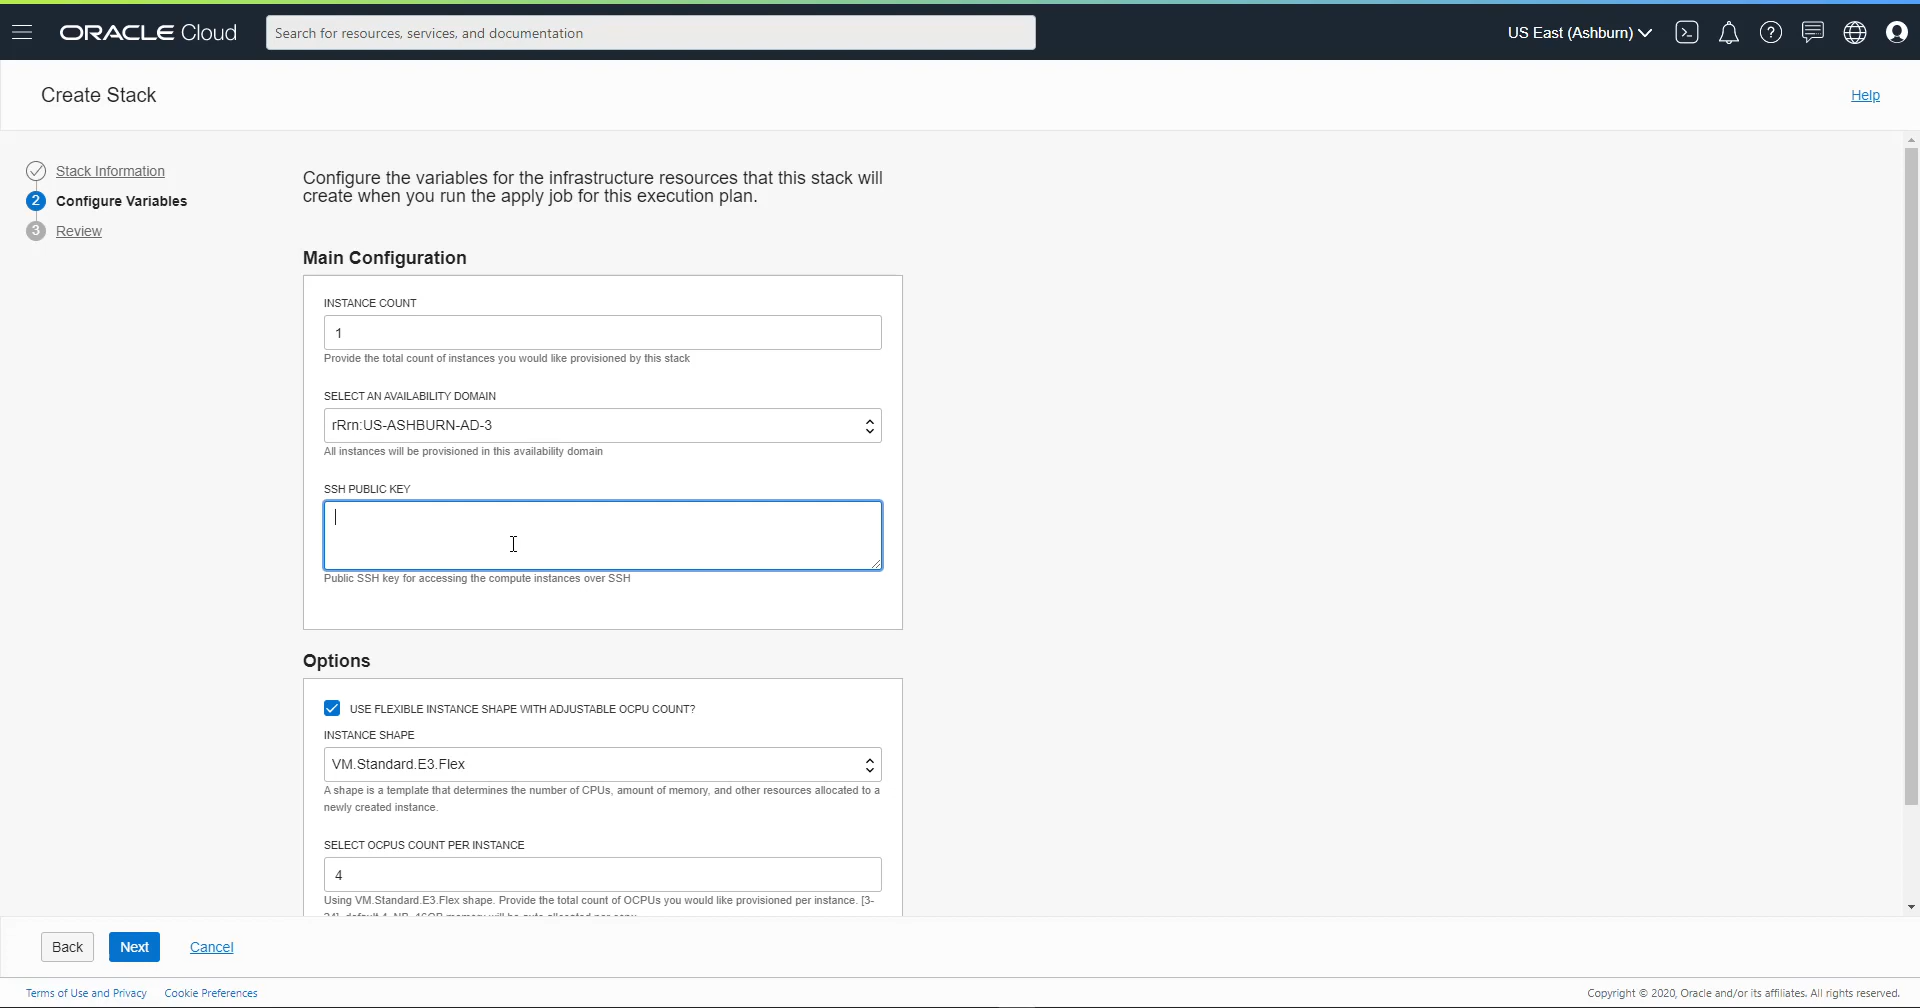 ORACLE Cloud
Search for resources, services, and documentation
US East (Ashburn)
Create Stack
Help
Stack Information
2 Configure Variables
3 Review
Configure the variables for the infrastructure resources that this stack will
create when you run the apply job for this execution plan.
Main Configuration
INSTANCE COUNT
1
Provide the total count of instances you would like provisioned by this stack
SELECT AN AVAILABILITY DOMAIN
rRrn:US-ASHBURN-AD-3
All instances will be provisioned in this availability domain
SSH PUBLIC KEY
Public SSH key for accessing the compute instances over SSH
Options
USE FLEXIBLE INSTANCE SHAPE WITH ADJUSTABLE OCPU COUNT?
INSTANCE SHAPE
VM.Standard.E3.Flex
A shape is a template that determines the number of CPUs, amount of memory, and other resources allocated to a
newly created instance.
SELECT OCPUS COUNT PER INSTANCE
4
Using VM.Standard.E3.Flex shape. Provide the total count of OCPUs you would like provisioned per instance. [3-
Back
Next
Cancel
Terms of Use and Privacy
Cookie Preferences
Copyright © 2020, Oracle and/or its affiliates. All rights reserved.